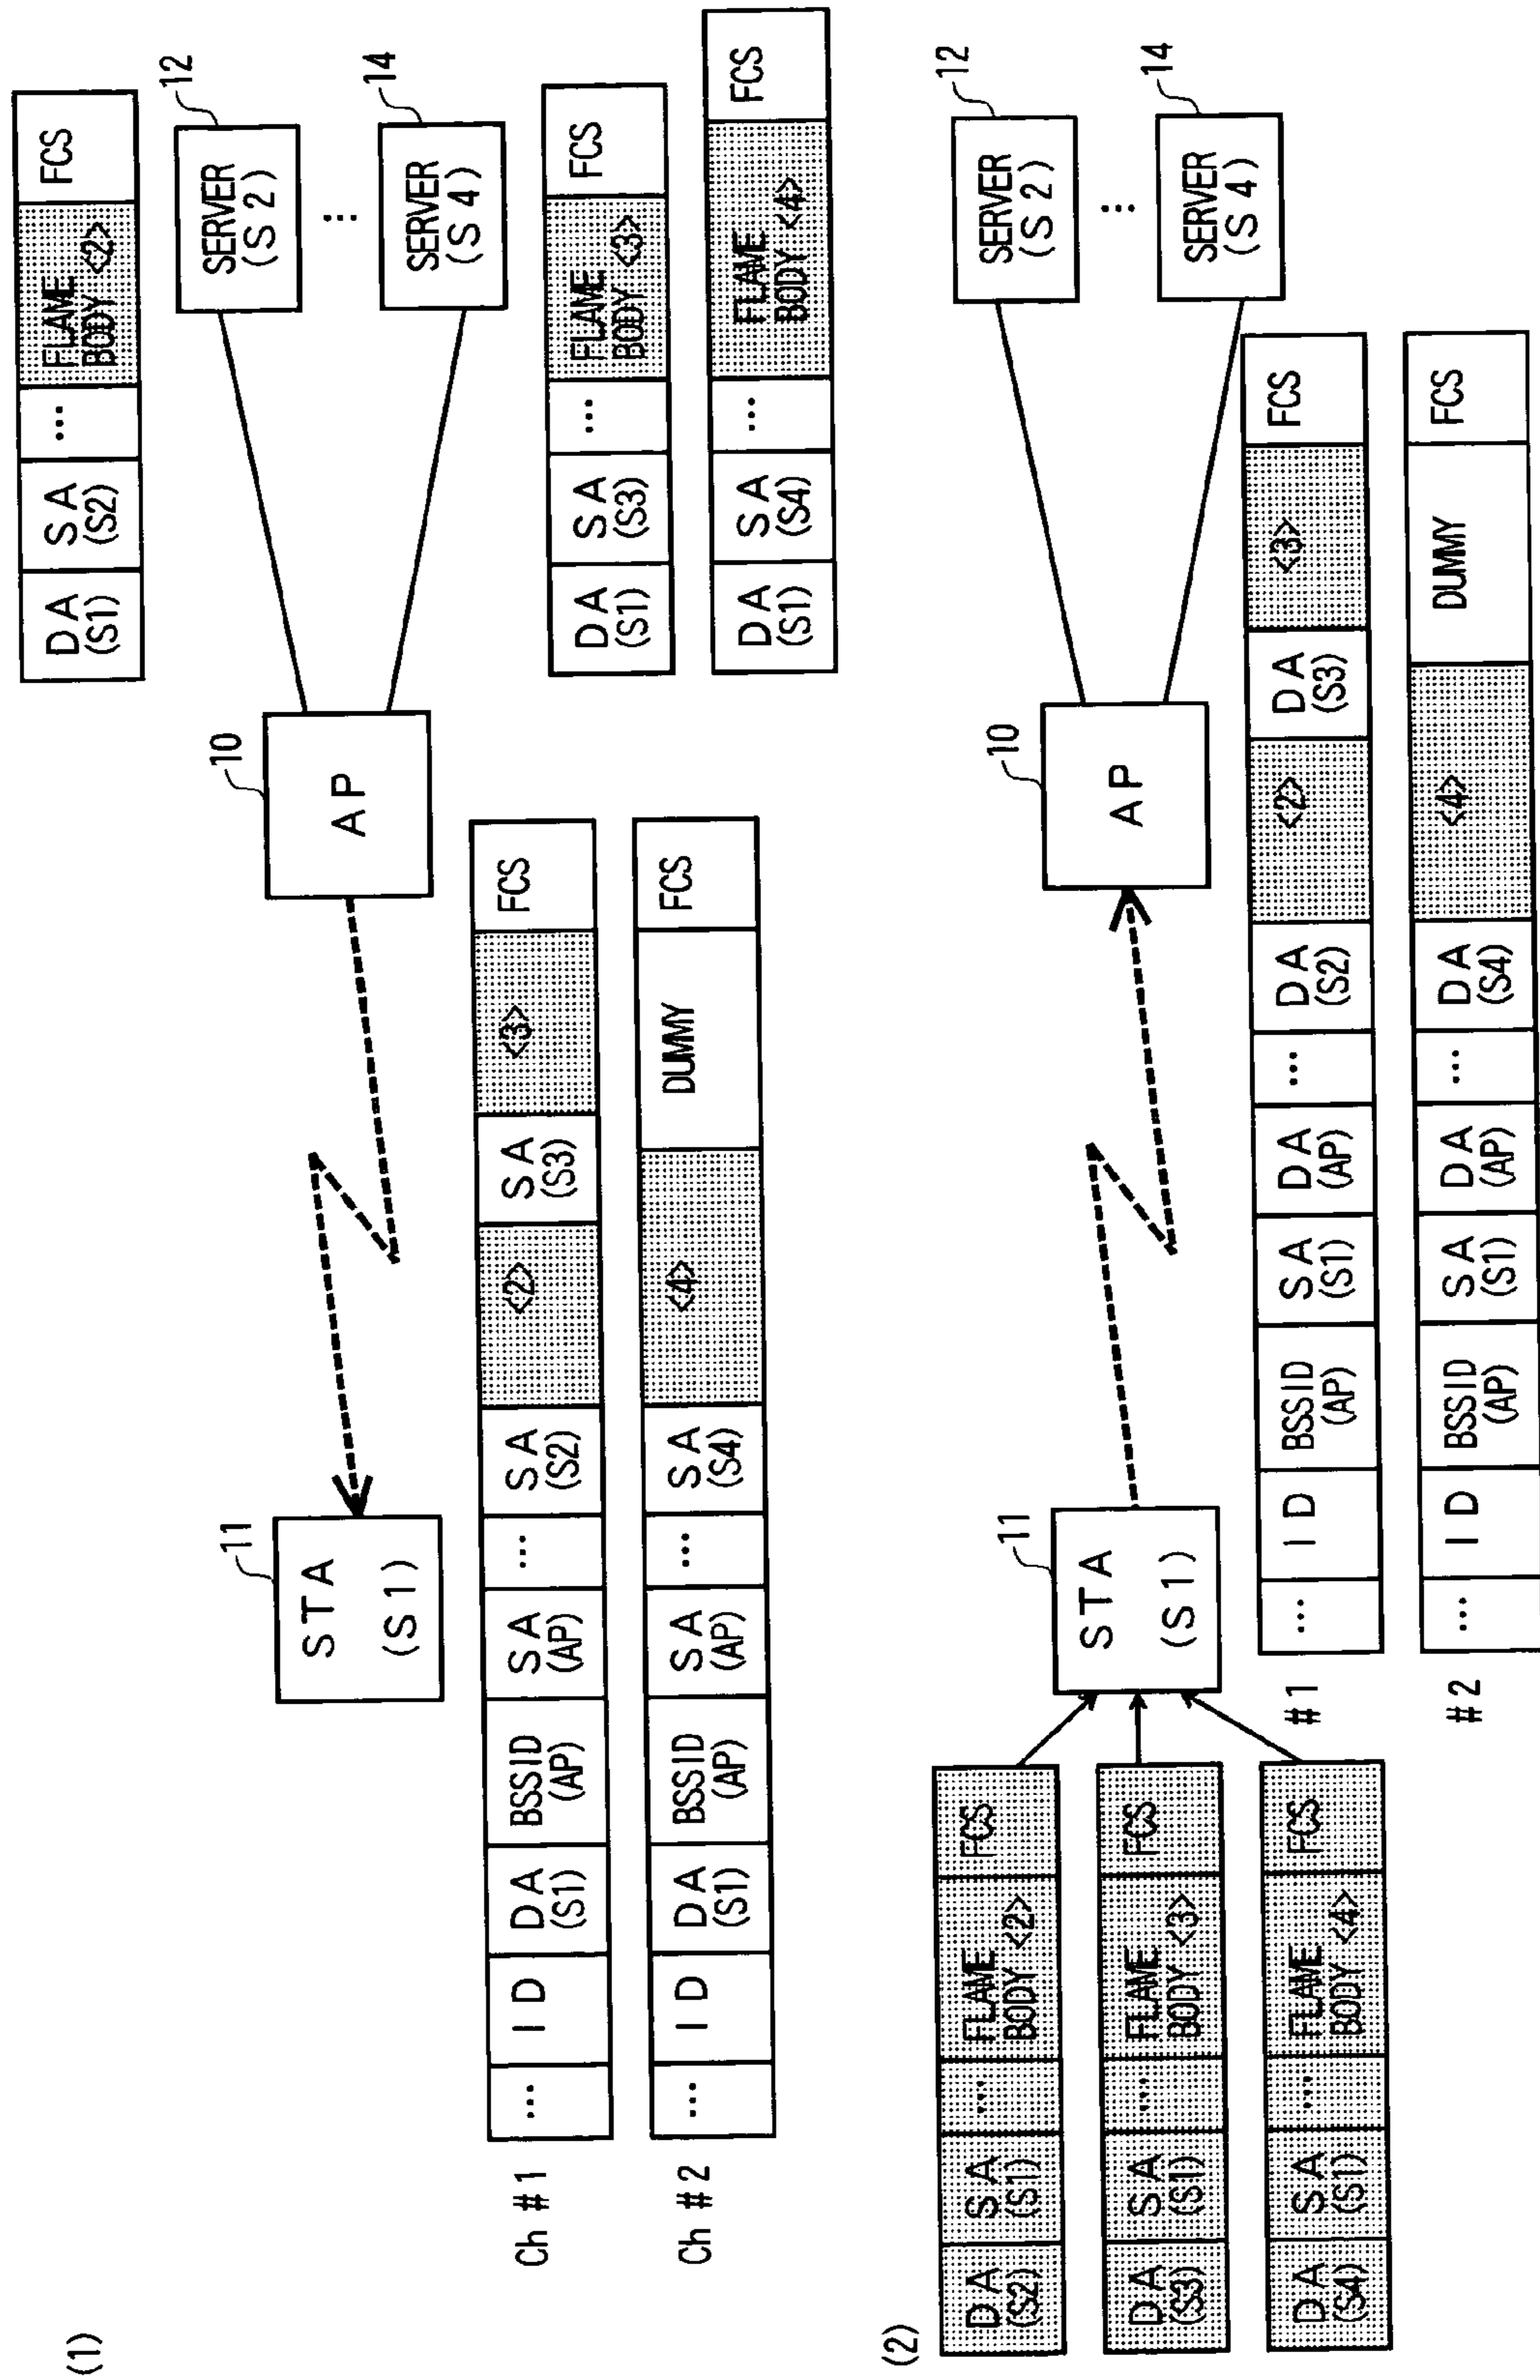 (1)
DA (S1) SA (S2) ... FLAME BODY <2> FCS
SERVER (S2) 12
⋮
SERVER (S4) 14
AP 10
STA (S1) 11
DA (S1) SA (S3) ... FLAME BODY <3> FCS
DA (S1) SA (S4) ... FLAME BODY <4> FCS
Ch #1 ... ID DA (S1) BSSID (AP) SA (AP) ... SA (S2) <2> SA (S3) <3> FCS
Ch #2 ... ID DA (S1) BSSID (AP) SA (AP) ... SA (S4) <4> DUMMY FCS
(2)
DA (S2) SA (S1) ... FLAME BODY <2> FCS
DA (S3) SA (S1) ... FLAME BODY <3> FCS
DA (S4) SA (S1) ... FLAME BODY <4> FCS
STA (S1) 11
AP 10
SERVER (S2) 12
⋮
SERVER (S4) 14
#1 ... ID BSSID (AP) SA (S1) DA (AP) ... DA (S2) <2> DA (S3) <3> FCS
#2 ... ID BSSID (AP) SA (S1) DA (AP) ... DA (S4) <4> DUMMY FCS